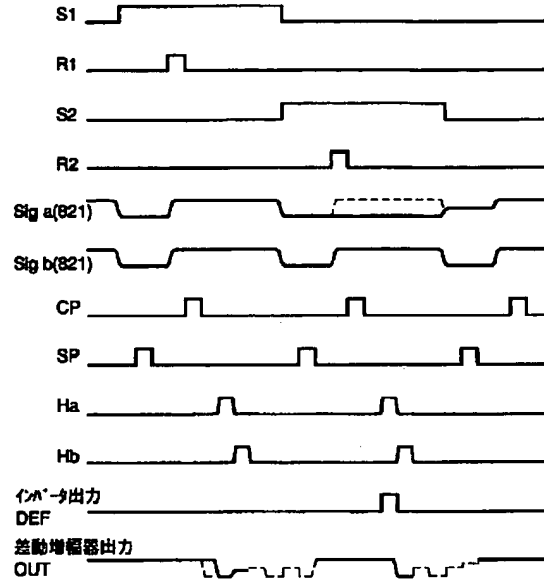 S1
R1
S2
R2
Sig a(821)
Sig b(821)
CP
SP
Ha
Hb
インバータ出力
DEF
差動増幅器出力
OUT